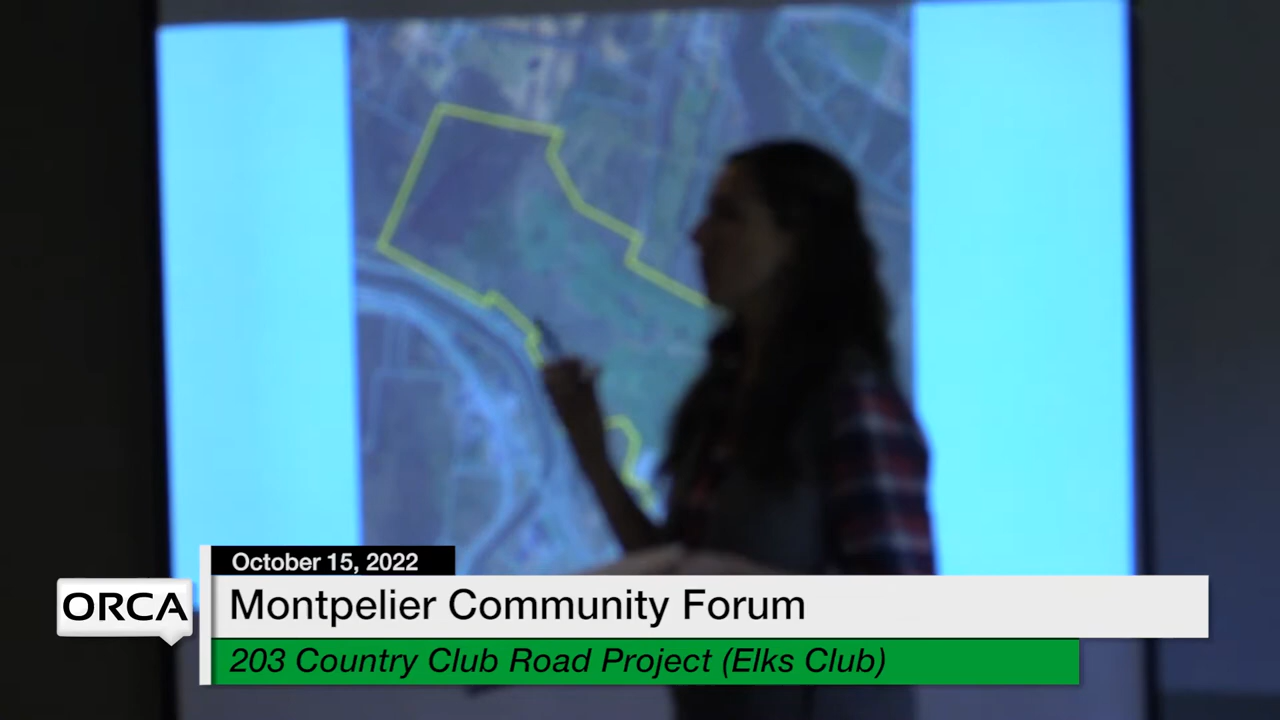 October 15, 2022
ORCA
Montpelier Community Forum
203 Country Club Road Project (Elks Club)